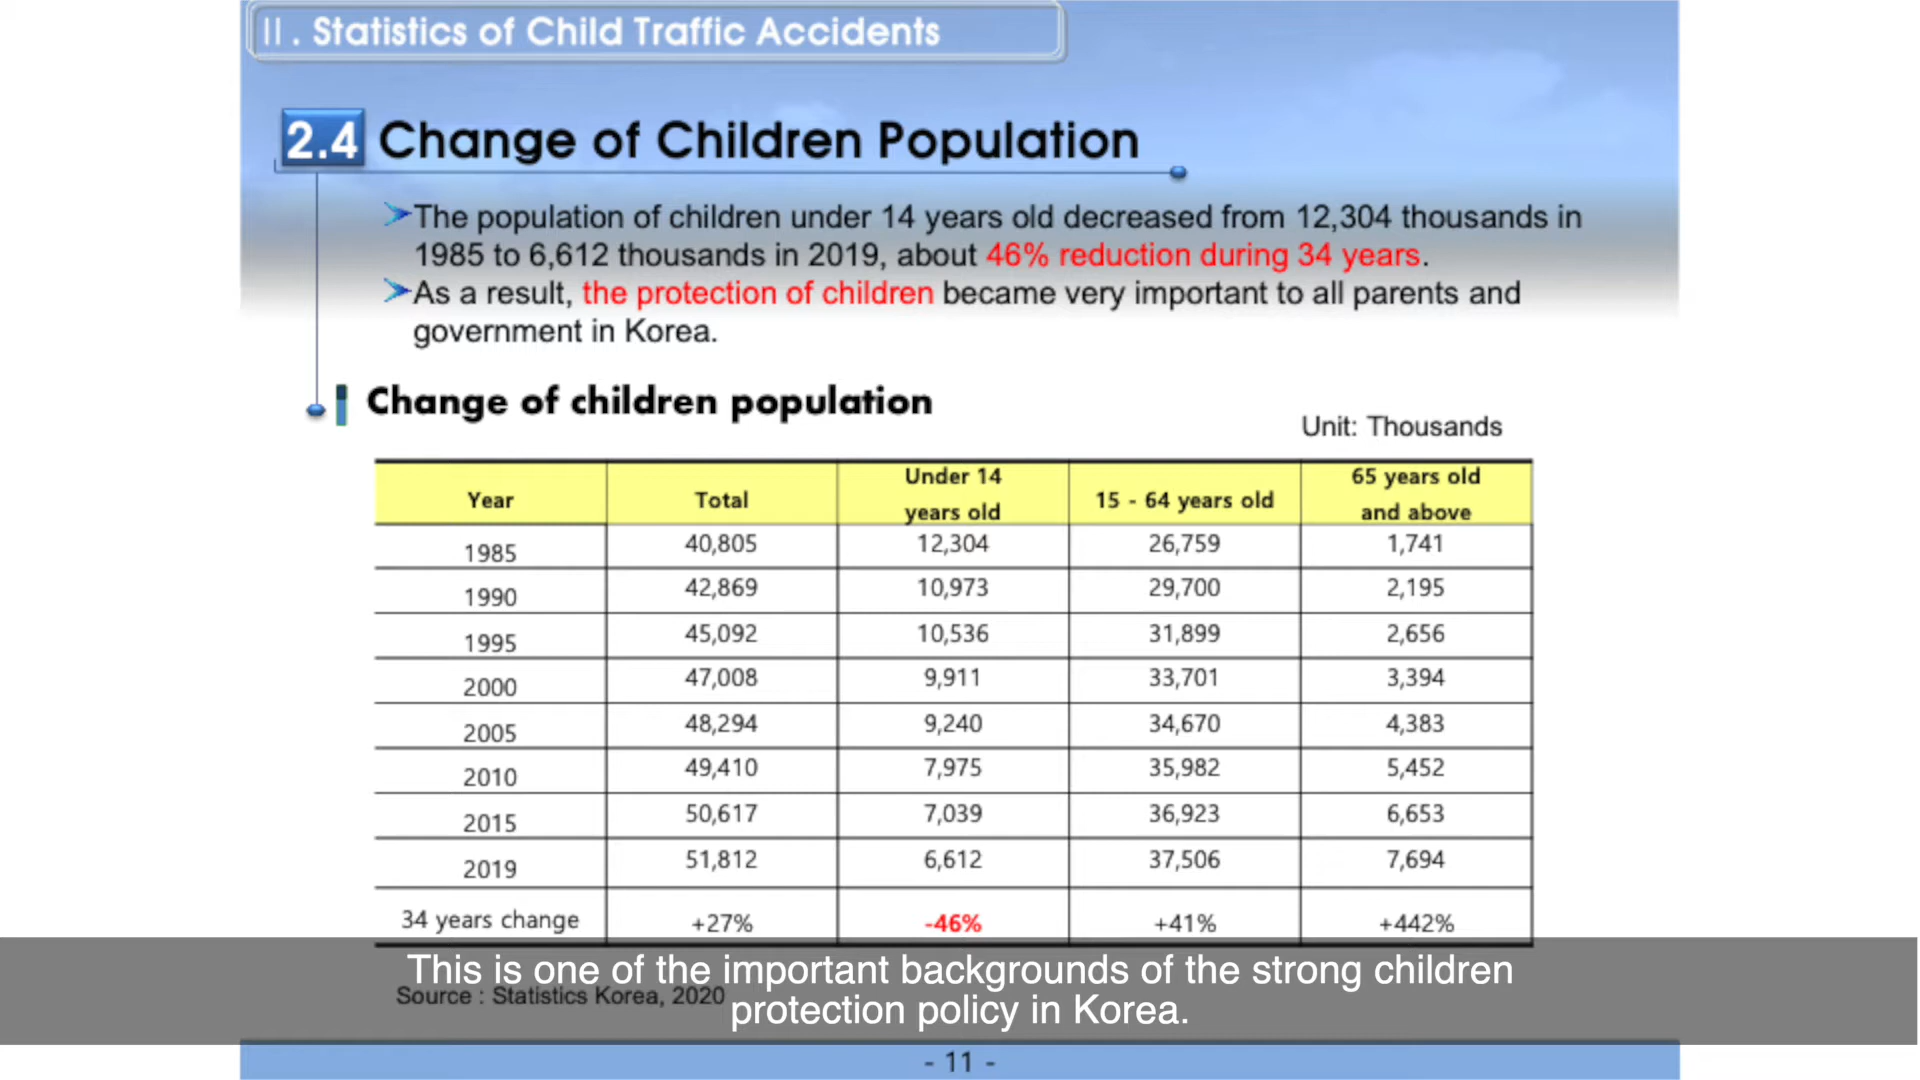 II. Statistics of Child Traffic Accidents
2.4 Change of Children Population
The population of children under 14 years old decreased from 12,304 thousands in
1985 to 6,612 thousands in 2019, about 46% reduction during 34 years.
As a result, the protection of children became very important to all parents and
government in Korea.
Change of children population
Unit: Thousands
Year Total Under 14 years old 15 - 64 years old 65 years old and above
1985 40,805 12,304 26,759 1,741
1990 42,869 10,973 29,700 2,195
1995 45,092 10,536 31,899 2,656
2000 47,008 9,911 33,701 3,394
2005 48,294 9,240 34,670 4,383
2010 49,410 7,975 35,982 5,452
2015 50,617 7,039 36,923 6,653
2019 51,812 6,612 37,506 7,694
34 years change +27% -46% +41% +442%
This is one of the important backgrounds of the strong children
Source : Statistics Korea, 2020
protection policy in Korea.
- 11 -